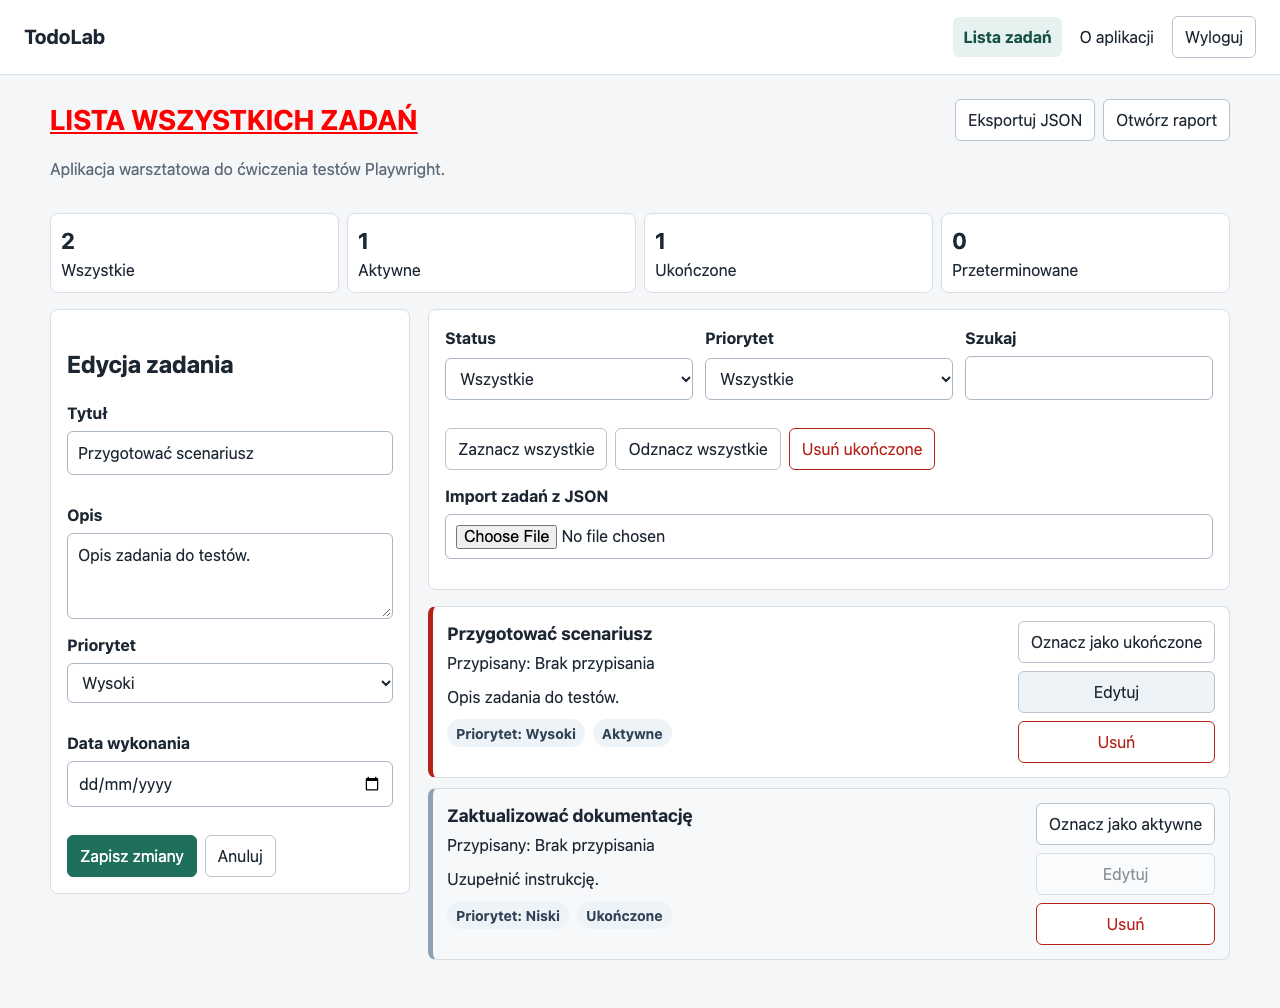 TodoLab
Lista zadań
O aplikacji
Wyloguj
LISTA WSZYSTKICH ZADAŃ
Eksportuj JSON
Otwórz raport
Aplikacja warsztatowa do ćwiczenia testów Playwright.
2
Wszystkie
1
Aktywne
1
Ukończone
0
Przeterminowane
Edycja zadania
Tytuł
Przygotować scenariusz
Opis
Opis zadania do testów.
Priorytet
Wysoki
Data wykonania
dd/mm/yyyy
Zapisz zmiany
Anuluj
Status
Wszystkie
Priorytet
Wszystkie
Szukaj
Zaznacz wszystkie
Odznacz wszystkie
Usuń ukończone
Import zadań z JSON
Choose File No file chosen
Przygotować scenariusz
Przypisany: Brak przypisania
Opis zadania do testów.
Priorytet: Wysoki
Aktywne
Oznacz jako ukończone
Edytuj
Usuń
Zaktualizować dokumentację
Przypisany: Brak przypisania
Uzupełnić instrukcję.
Priorytet: Niski
Ukończone
Oznacz jako aktywne
Edytuj
Usuń